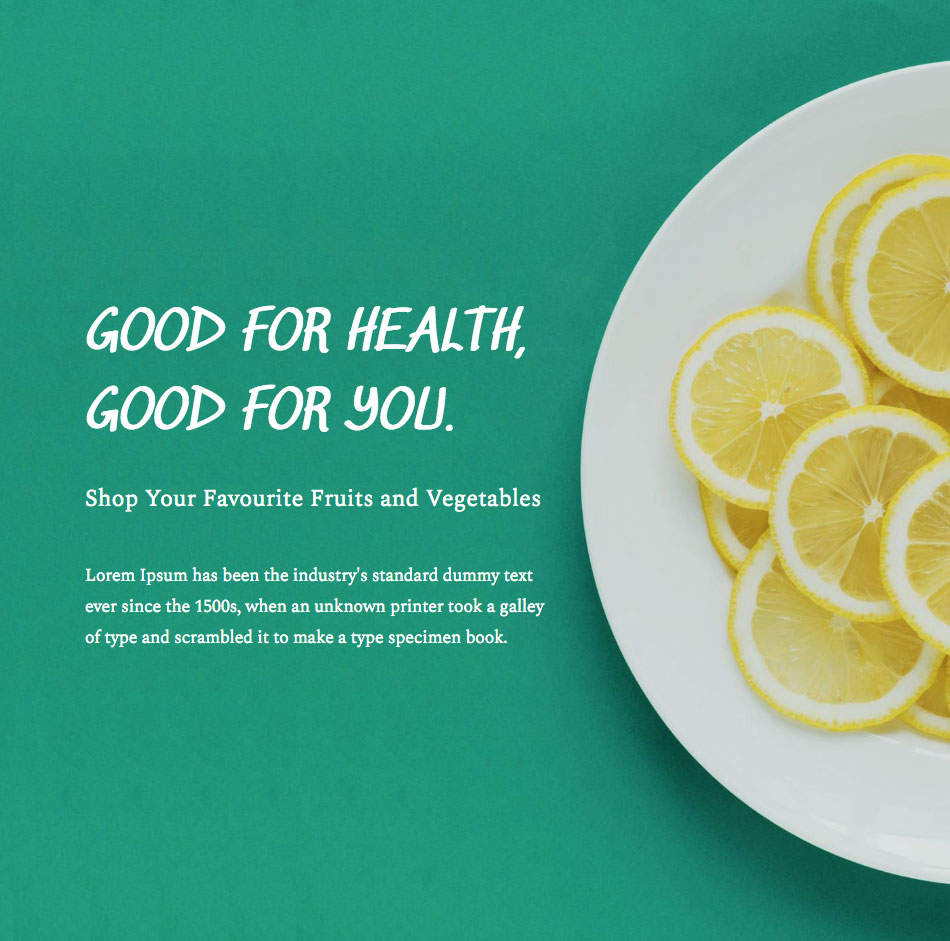 GOOD FOR HEALTH,
GOOD FOR YOU.
Shop Your Favourite Fruits and Vegetables
Lorem Ipsum has been the industry's standard dummy text
ever since the 1500s, when an unknown printer took a galley
of type and scrambled it to make a type specimen book.